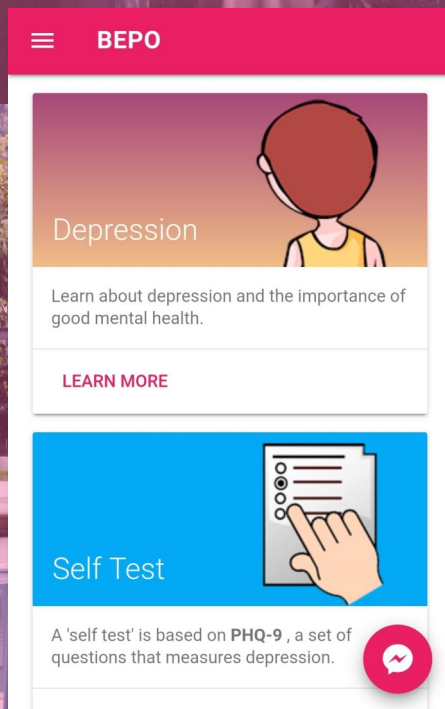 BEPO
Depression
Learn about depression and the importance of
good mental health.
LEARN MORE
Self Test
A 'self test' is based on PHQ-9 , a set of
questions that measures depression.